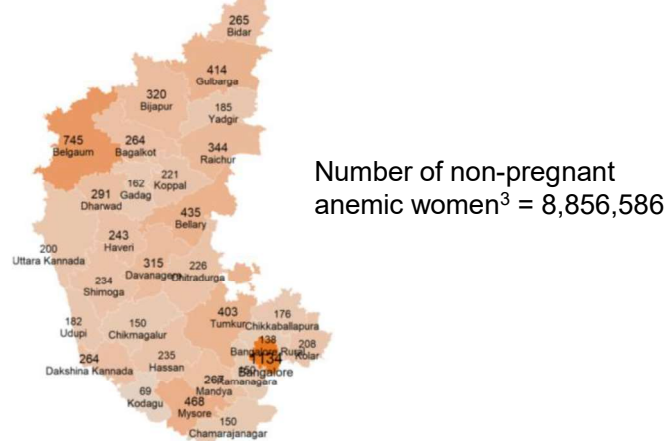 265
Bidar
414
Gulbarga
320
Bijapur
185
Yadgir
745
Belgaum
264
Bagalkot
344
Raichur
221
Koppal
162
Gadag
291
Dharwad
435
Bellary
243
Haveri
200
Uttara Kannada
315
Davanagere
226
Chitradurga
234
Shimoga
403
Tumkur
176
Chikkaballapura
182
Udupi
150
Chikmagalur
138
Bangalore Rural
208
Kolar
1134
Bangalore
264
Dakshina Kannada
235
Hassan
Ramanagara
267
Mandya
69
Kodagu
468
Mysore
150
Chamarajanagar
Number of non-pregnant
anemic women³ = 8,856,586